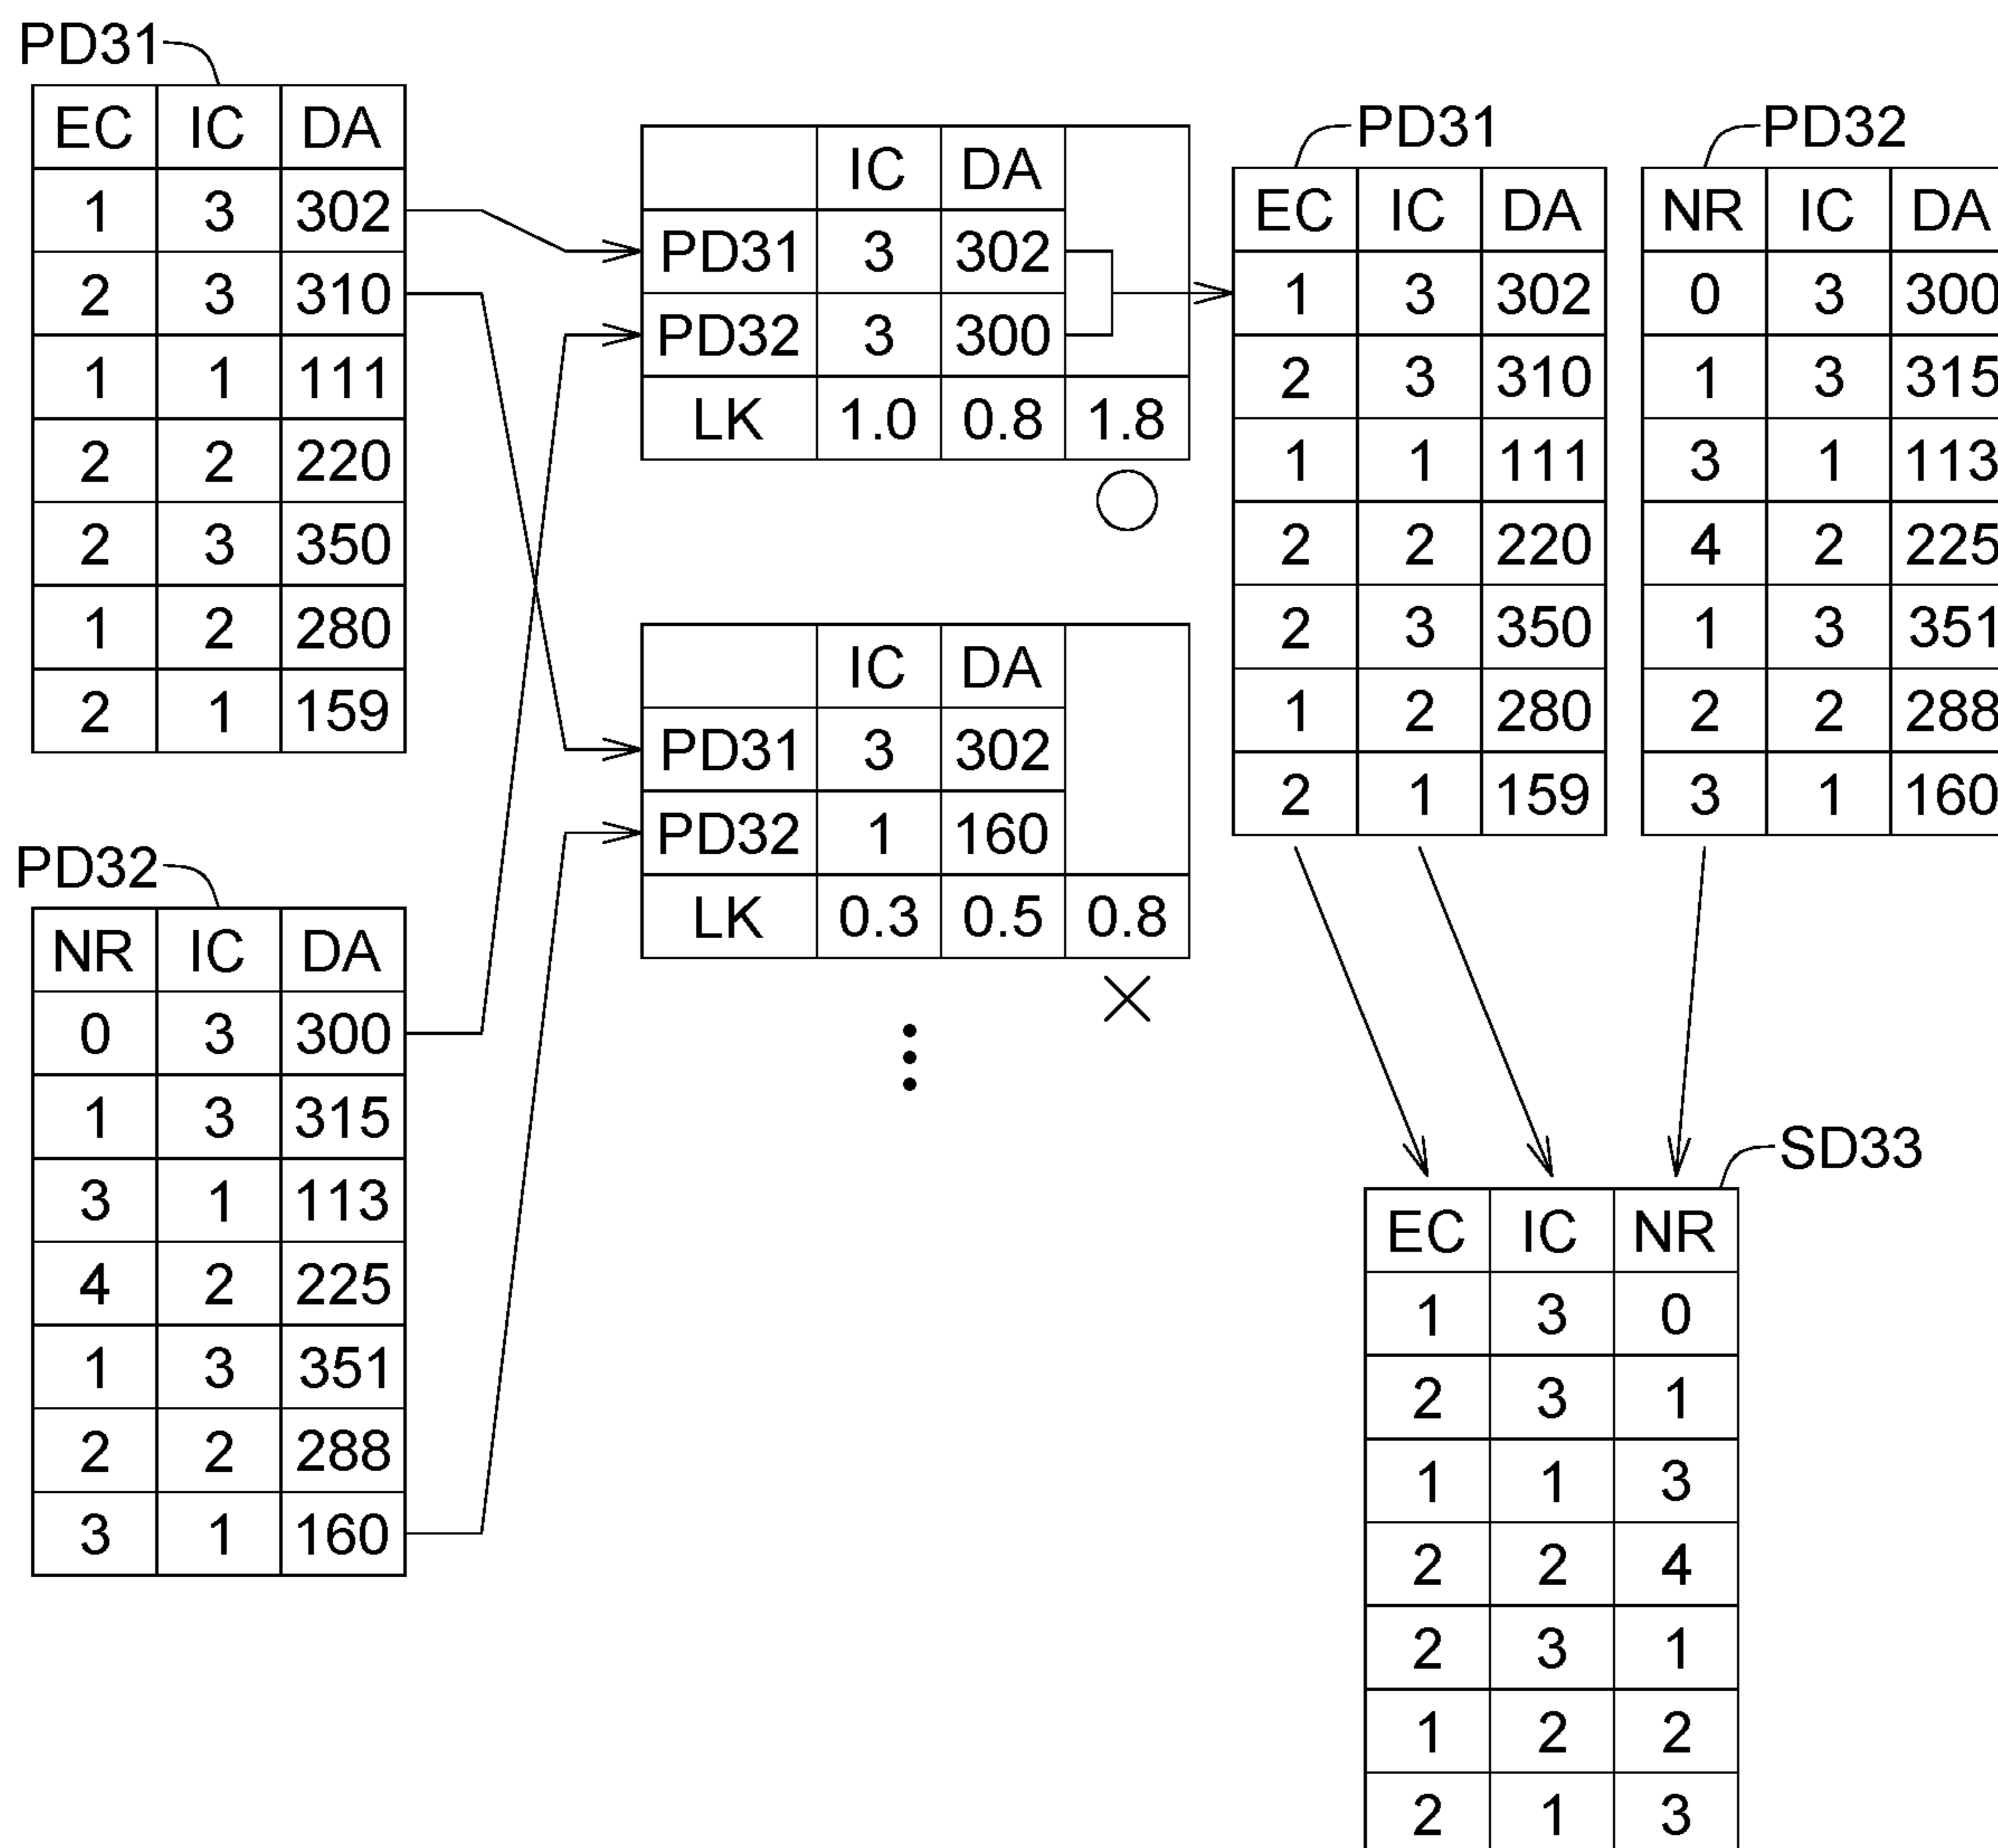 PD31
EC IC DA
1 3 302
2 3 310
1 1 111
2 2 220
2 3 350
1 2 280
2 1 159
PD32
NR IC DA
0 3 300
1 3 315
3 1 113
4 2 225
1 3 351
2 2 288
3 1 160
IC DA
PD31 3 302
PD32 3 300
LK 1.0 0.8 1.8
IC DA
PD31 3 302
PD32 1 160
LK 0.3 0.5 0.8
PD31
EC IC DA
1 3 302
2 3 310
1 1 111
2 2 220
2 3 350
1 2 280
2 1 159
PD32
NR IC DA
0 3 300
1 3 315
3 1 113
4 2 225
1 3 351
2 2 288
3 1 160
SD33
EC IC NR
1 3 0
2 3 1
1 1 3
2 2 4
2 3 1
1 2 2
2 1 3